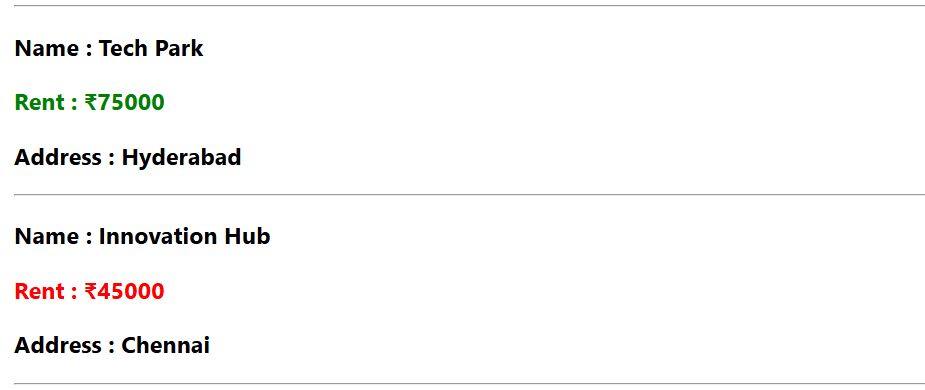 Name : Tech Park
Rent : ₹75000
Address : Hyderabad
Name : Innovation Hub
Rent : ₹45000
Address : Chennai